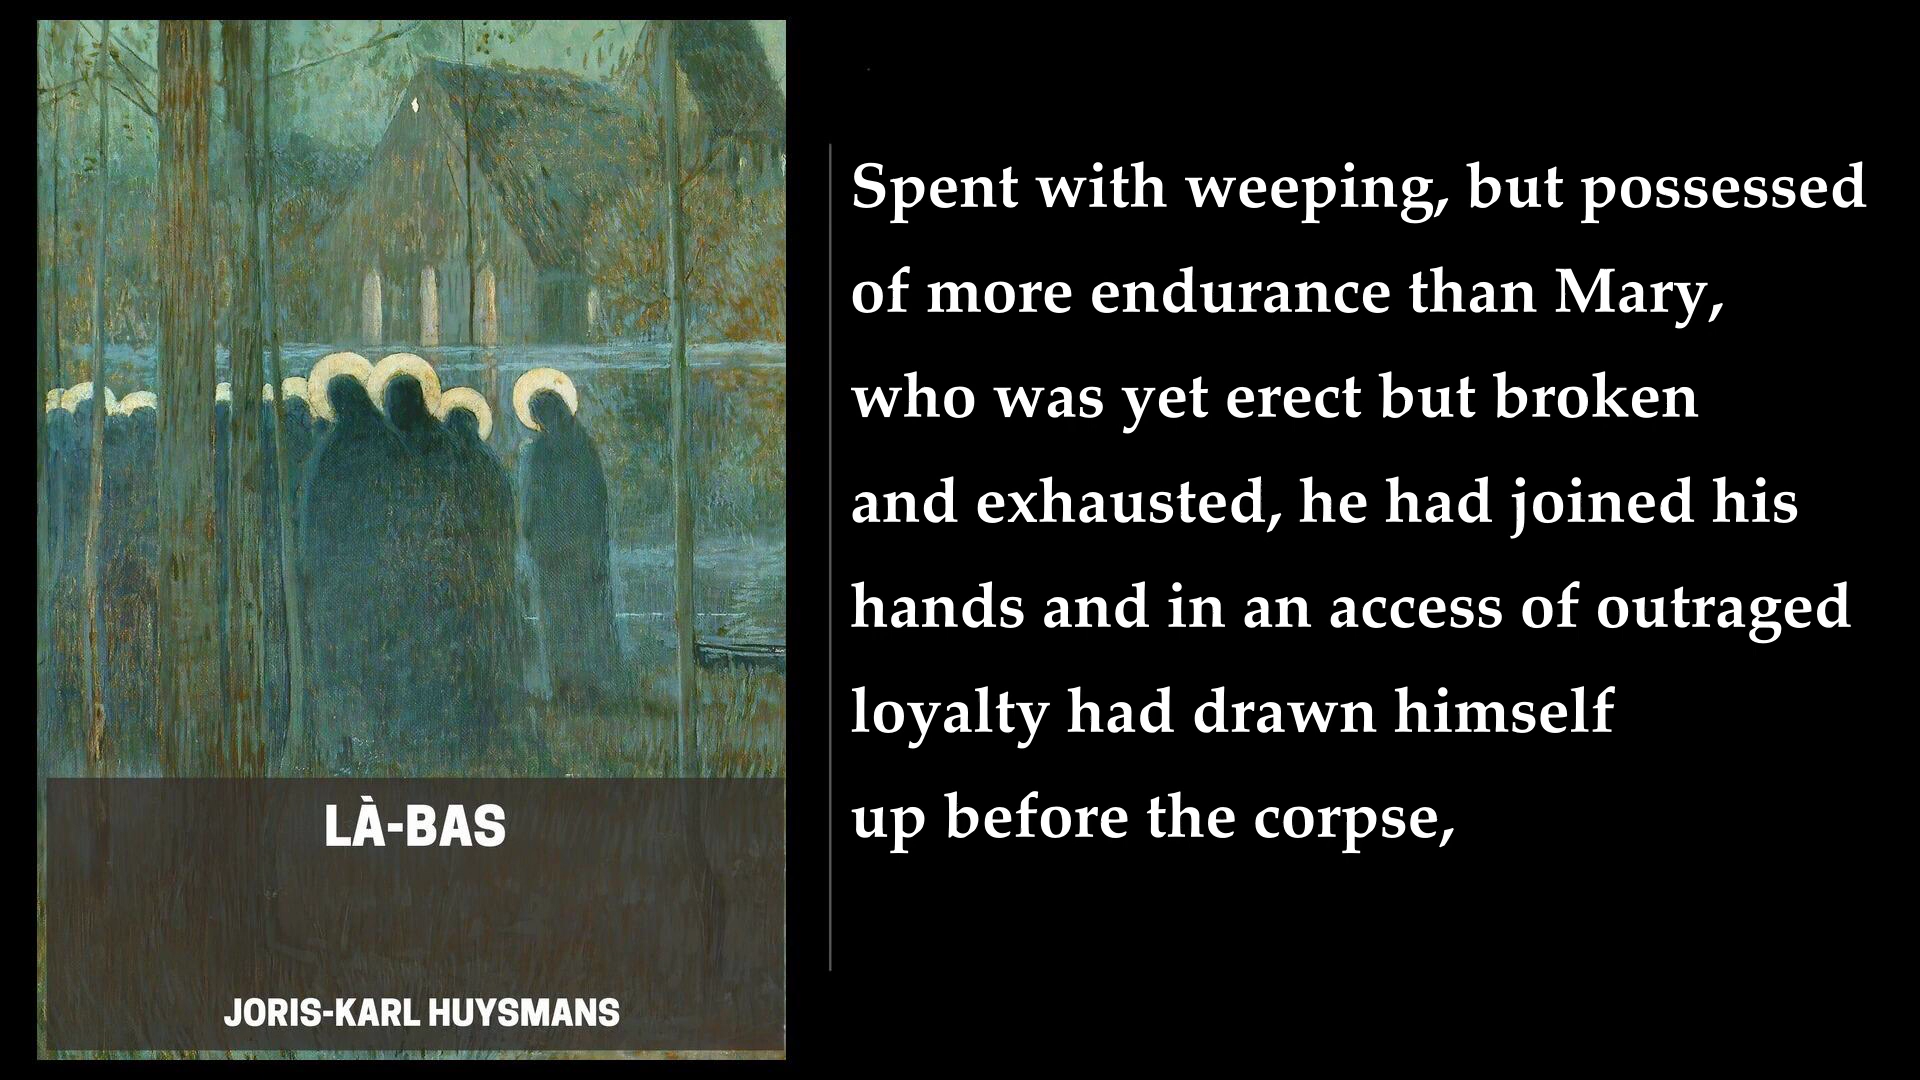 LÀ-BAS
JORIS-KARL HUYSMANS
Spent with weeping, but possessed
of more endurance than Mary,
who was yet erect but broken
and exhausted, he had joined his
hands and in an access of outraged
loyalty had drawn himself
up before the corpse,